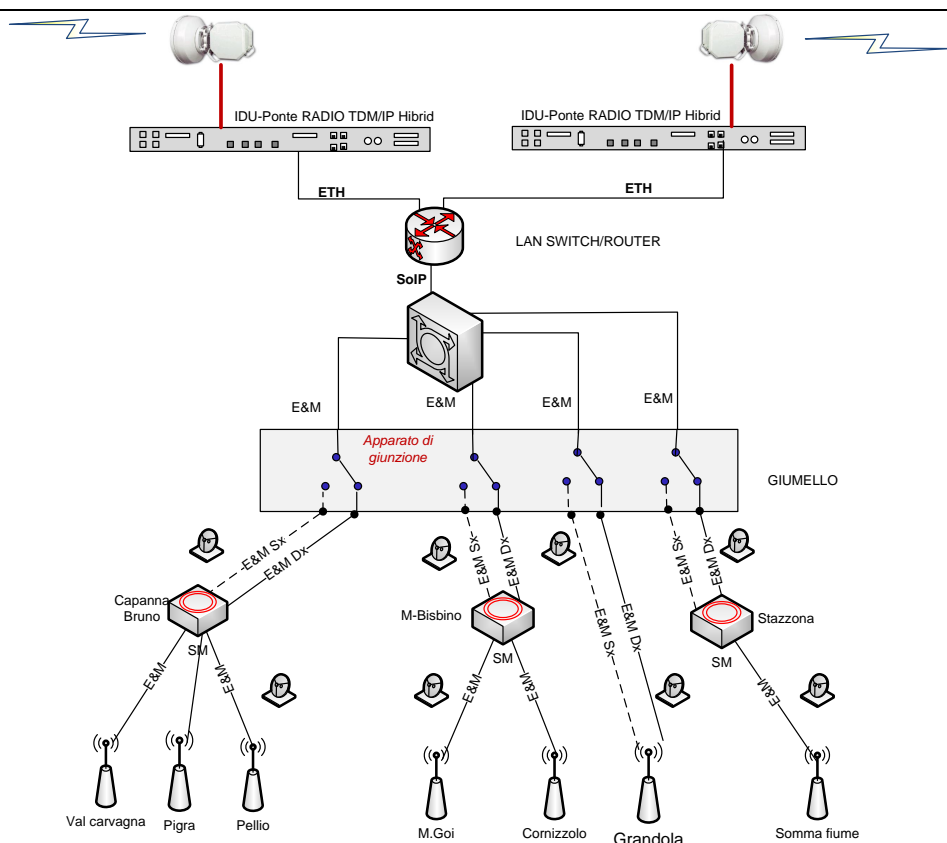 IDU-Ponte RADIO TDM/IP Hibrid
IDU-Ponte RADIO TDM/IP Hibrid
ETH
ETH
LAN SWITCH/ROUTER
SoIP
E&M
E&M
E&M
E&M
Apparato di
giunzione
GIUMELLO
E&M Sx
E&M Dx
E&M Sx
E&M Dx
E&M Sx
E&M Dx
E&M Sx
E&M Dx
Capanna
Bruno
M-Bisbino
Stazzona
SM
SM
SM
E&M
E&M
E&M
E&M
E&M
Val carvagna
Pigra
Pellio
M.Goi
Cornizzolo
Grandola
Somma fiume